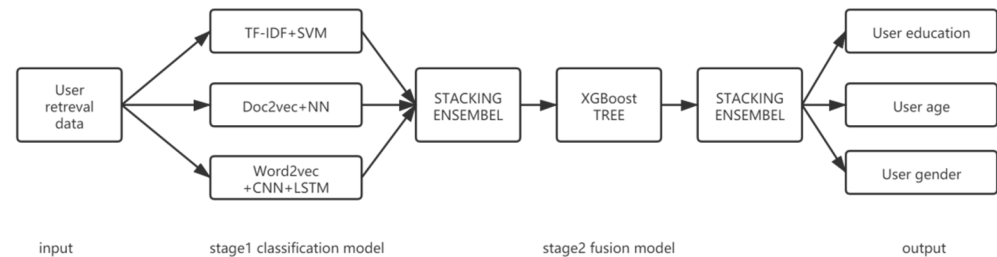 User
retreval
data
TF-IDF+SVM
Doc2vec+NN
Word2vec
+CNN+LSTM
STACKING
ENSEMBEL
XGBoost
TREE
STACKING
ENSEMBEL
User education
User age
User gender
input
stage1 classification model
stage2 fusion model
output